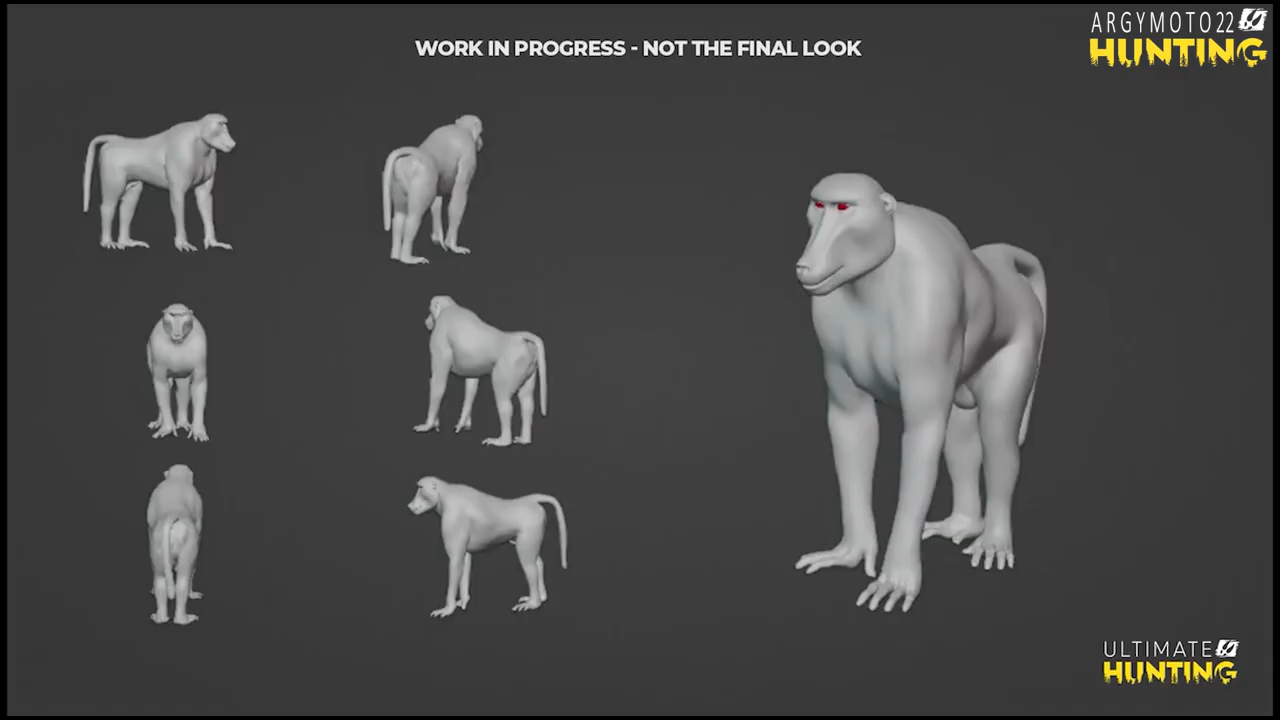 WORK IN PROGRESS - NOT THE FINAL LOOK
ARGYMOTO22
HUNTING
ULTIMATE
HUNTING